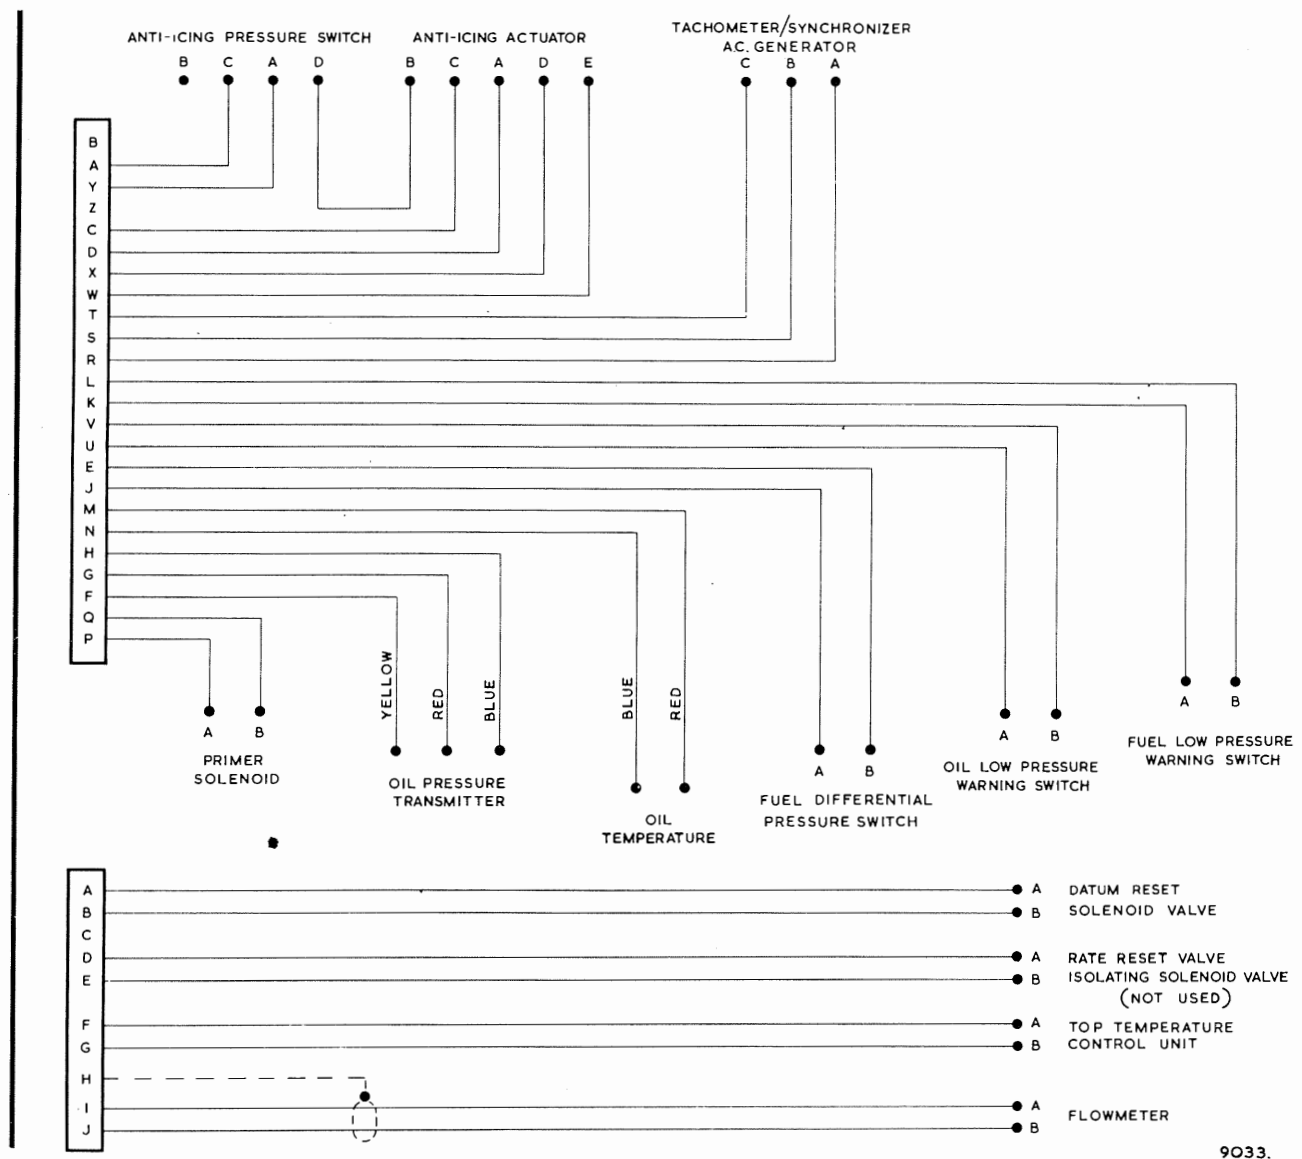 ANTI-ICING PRESSURE SWITCH
B C A D
ANTI-ICING ACTUATOR
B C A D E
TACHOMETER/SYNCHRONIZER
A.C. GENERATOR
C B A
B
A
Y
Z
C
D
X
W
T
S
R
L
K
V
U
E
J
M
N
H
G
F
Q
P
A B
PRIMER
SOLENOID
YELLOW
RED
BLUE
OIL PRESSURE
TRANSMITTER
BLUE
RED
OIL
TEMPERATURE
A B
FUEL DIFFERENTIAL
PRESSURE SWITCH
A B
OIL LOW PRESSURE
WARNING SWITCH
A B
FUEL LOW PRESSURE
WARNING SWITCH
A A DATUM RESET
B B SOLENOID VALVE
C
D A RATE RESET VALVE
E B ISOLATING SOLENOID VALVE
(NOT USED)
F A TOP TEMPERATURE
G B CONTROL UNIT
H
I A
FLOWMETER
J B
9033.